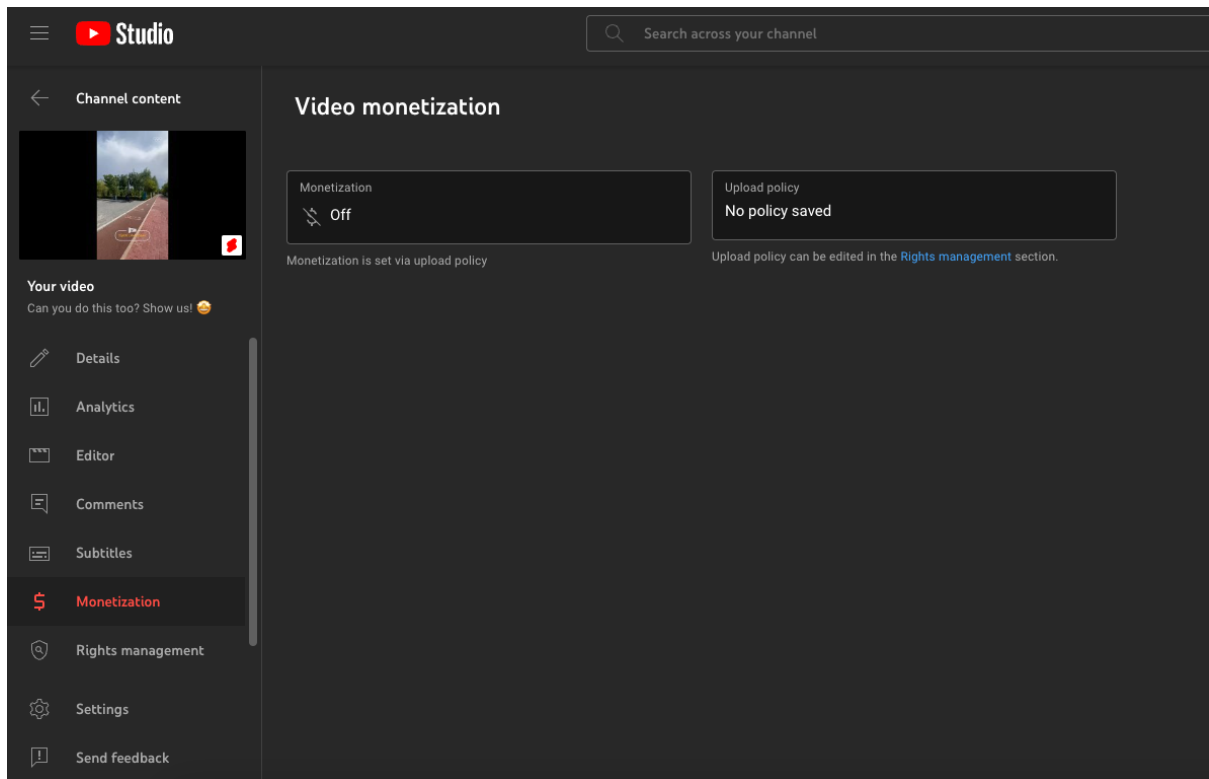 Studio
Search across your channel
Channel content
Video monetization
Monetization
Off
Monetization is set via upload policy
Upload policy
No policy saved
Upload policy can be edited in the Rights management section.
Your video
Can you do this too? Show us! 🤩
Details
Analytics
Editor
Comments
Subtitles
Monetization
Rights management
Settings
Send feedback